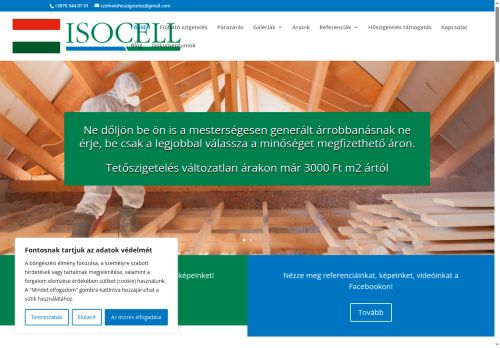 +3670 544 07 01 szolnokihoszigeteles@gmail.com
ISOCELL
Főoldal Fújható szigetelés Párazárás Galériák Áraink Referenciák Hőszigetelés támogatás Kapcsolat
Blog Dokumentumok
Ne dőljön be ön is a mesterségesen generált árrobbanásnak ne
érje, be csak a legjobbal válassza a minőséget megfizethető áron.
Tetőszigetelés változatlan árakon már 3000 Ft m2 ártól
Fontosnak tartjuk az adatok védelmét
A böngészési élmény fokozása, a személyre szabott
hirdetések vagy tartalmak megjelenítése, valamint a
forgalom elemzése érdekében sütiket (cookie) használunk.
A "Mindet elfogadom" gombra kattintva hozzájárulhat a
sütik használatához.
Testreszabás Elutasít Az összes elfogadása
képeinket!
Nézze meg referenciáinkat, képeinket, videóinkat a
Facebookon!
Tovább